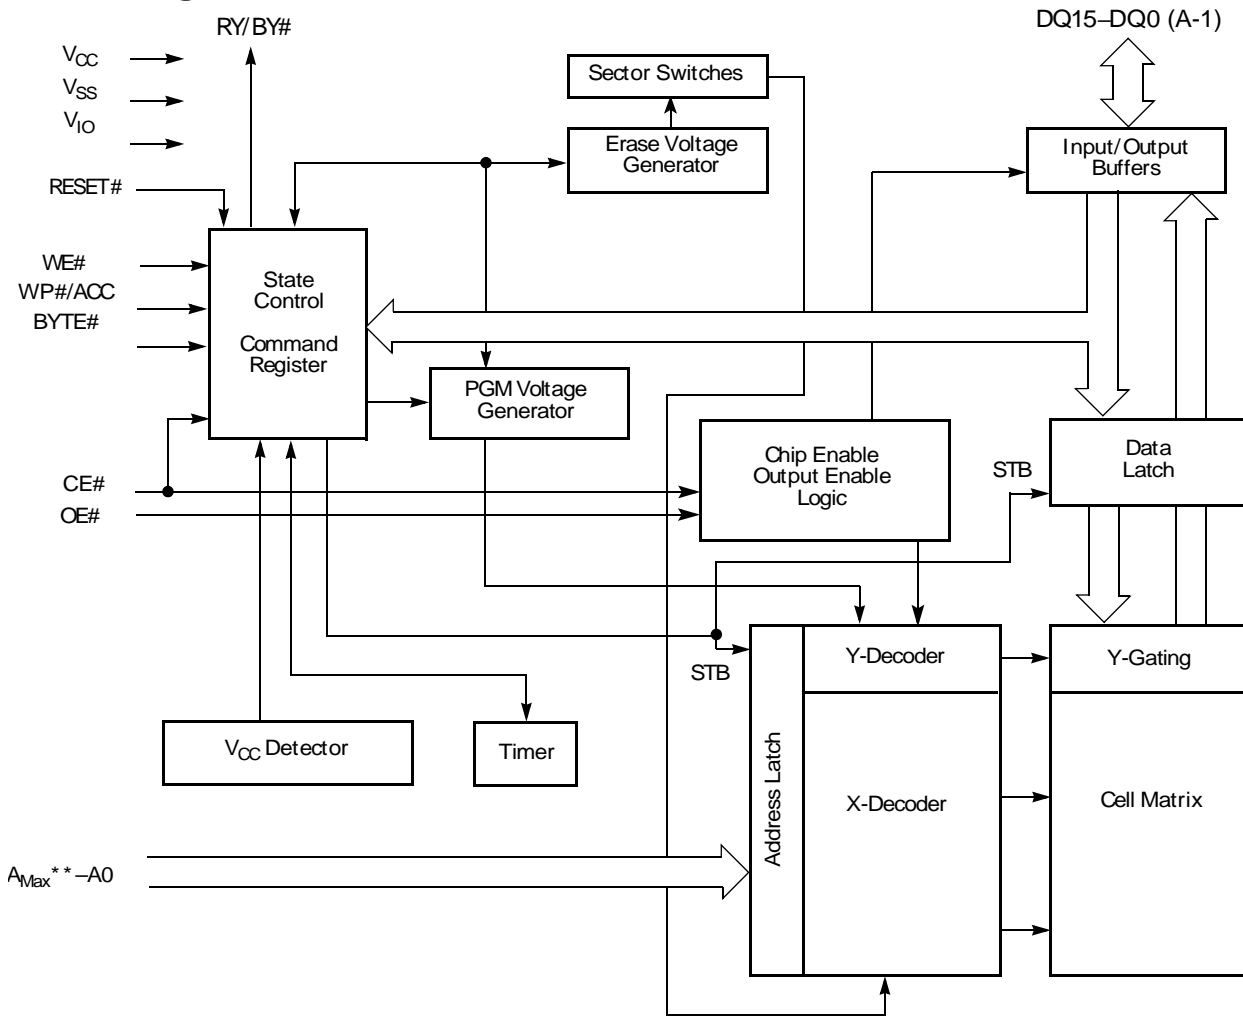 RY/BY#
DQ15–DQ0 (A-1)
VCC
VSS
VIO
Sector Switches
Erase Voltage
Generator
Input/Output
Buffers
RESET#
WE#
WP#/ACC
BYTE#
State
Control
Command
Register
PGM Voltage
Generator
Chip Enable
Output Enable
Logic
Data
Latch
STB
CE#
OE#
STB
Y-Decoder
Y-Gating
VCC Detector
Timer
Address Latch
X-Decoder
Cell Matrix
AMax**–A0